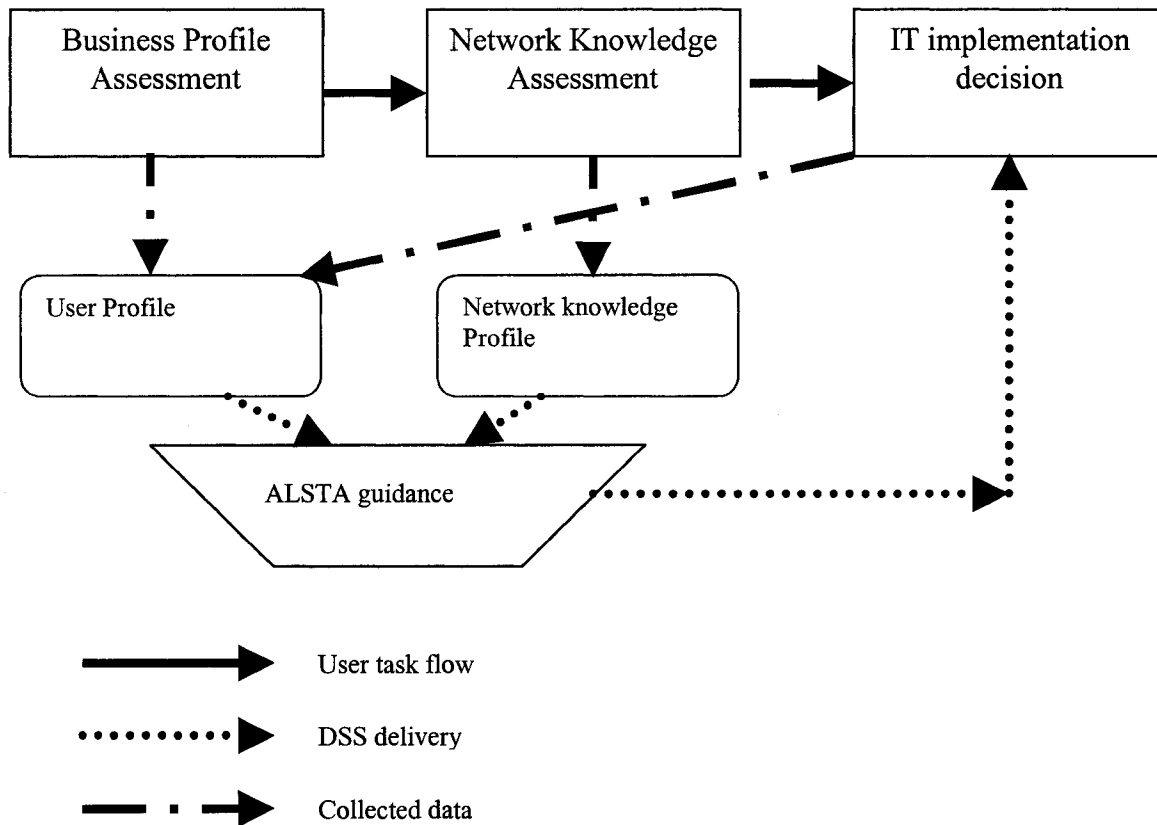 Business Profile
Assessment
Network Knowledge
Assessment
IT implementation
decision
User Profile
Network knowledge
Profile
ALSTA guidance
User task flow
DSS delivery
Collected data